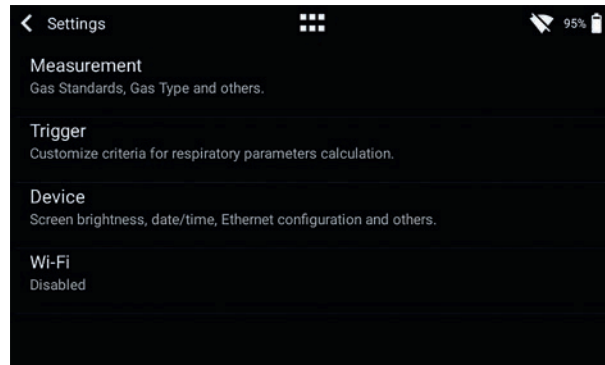 Settings
95%
Measurement
Gas Standards, Gas Type and others.
Trigger
Customize criteria for respiratory parameters calculation.
Device
Screen brightness, date/time, Ethernet configuration and others.
Wi-Fi
Disabled